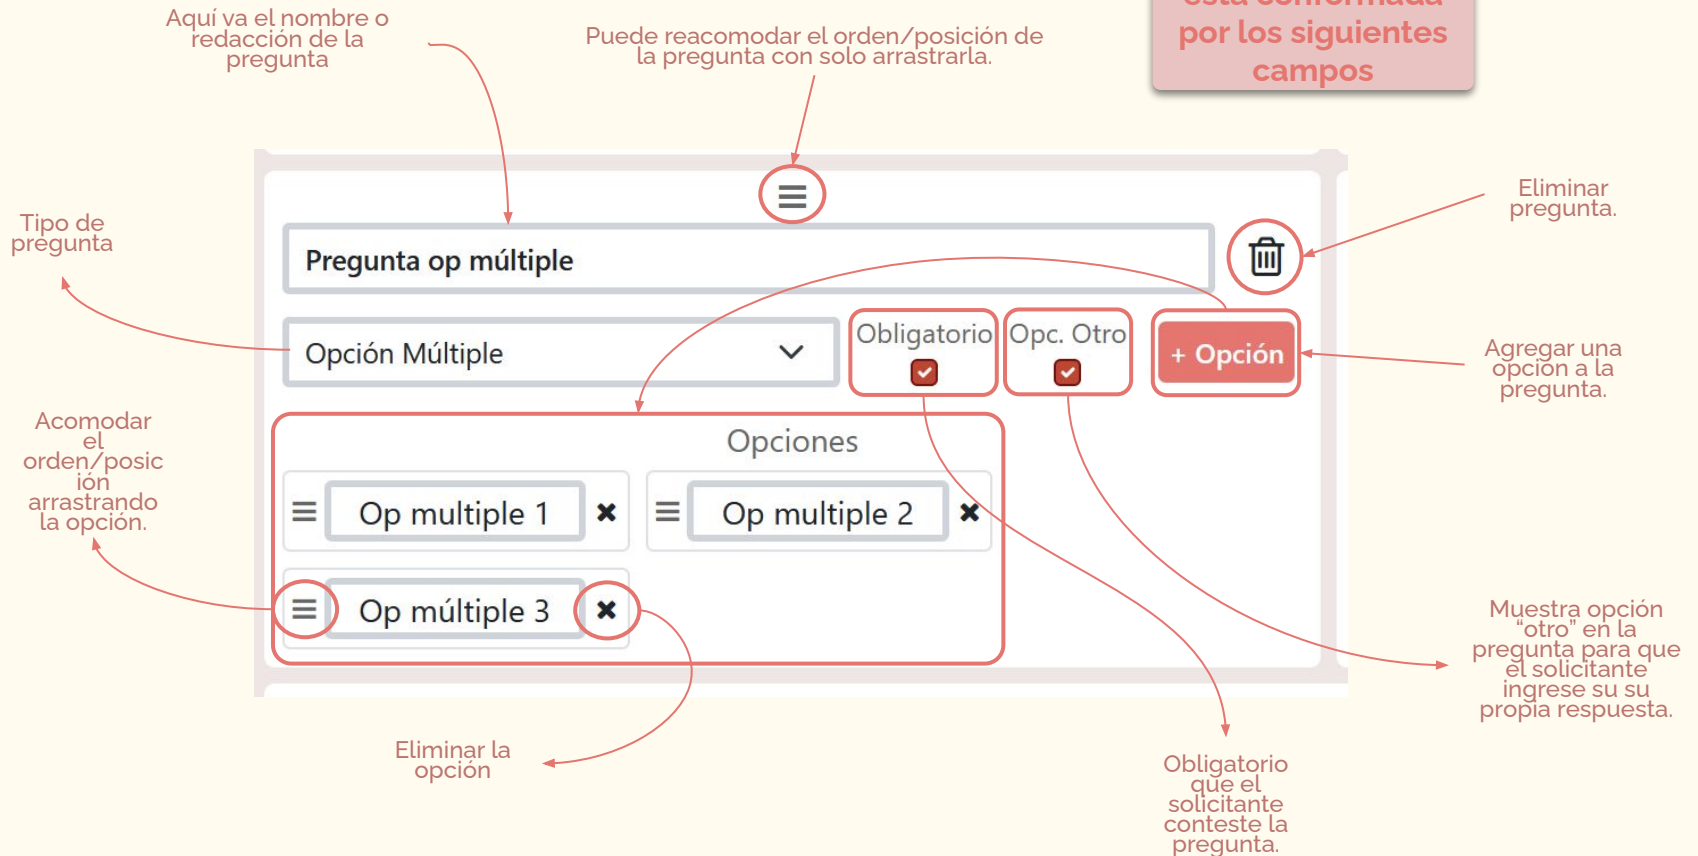 está conformada
por los siguientes
campos
Aquí va el nombre o
redacción de la
pregunta
Puede reacomodar el orden/posición de
la pregunta con solo arrastrarla.
Eliminar
pregunta.
Tipo de
pregunta
Pregunta op múltiple
Opción Múltiple
Obligatorio
Opc. Otro
+ Opción
Agregar una
opción a la
pregunta.
Acomodar
el
orden/posic
ión
arrastrando
la opción.
Opciones
Op multiple 1
Op multiple 2
Op múltiple 3
Muestra opción
“otro” en la
pregunta para que
el solicitante
ingrese su su
propia respuesta.
Eliminar la
opción
Obligatorio
que el
solicitante
conteste la
pregunta.